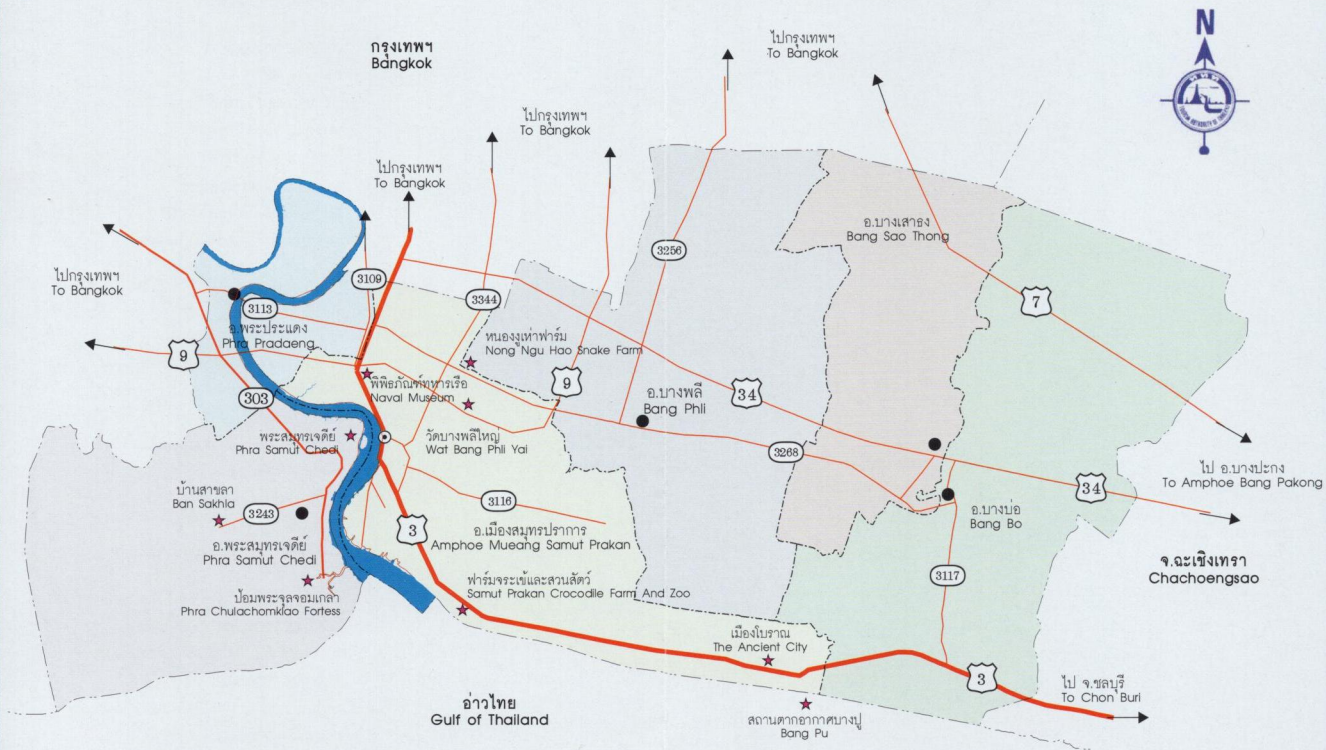 กรุงเทพฯ
Bangkok
ไปกรุงเทพฯ
To Bangkok
N
ไปกรุงเทพฯ
To Bangkok
ไปกรุงเทพฯ
To Bangkok
ไปกรุงเทพฯ
To Bangkok
อ.บางเสาธง
Bang Sao Thong
3256
3109
3344
7
3113
อ.พระประแดง
Phra Pradaeng
9
หนองงูเห่าฟาร์ม
Nong Ngu Hao Snake Farm
พิพิธภัณฑ์ทหารเรือ
Naval Museum
9
อ.บางพลี
Bang Phli
34
303
พระสมุทรเจดีย์
Phra Samut Chedi
วัดบางพลีใหญ่
Wat Bang Phli Yai
3268
ไป อ.บางปะกง
To Amphoe Bang Pakong
34
บ้านสาขลา
Ban Sakhla
3243
3116
อ.บางบ่อ
Bang Bo
3
อ.เมืองสมุทรปราการ
Amphoe Mueang Samut Prakan
อ.พระสมุทรเจดีย์
Phra Samut Chedi
จ.ฉะเชิงเทรา
Chachoengsao
3117
ฟาร์มจระเข้และสวนสัตว์
Samut Prakan Crocodile Farm And Zoo
ป้อมพระจุลจอมเกล้า
Phra Chulachomklao Fortess
เมืองโบราณ
The Ancient City
3
ไป จ.ชลบุรี
To Chon Buri
อ่าวไทย
Gulf of Thailand
สถานตากอากาศบางปู
Bang Pu